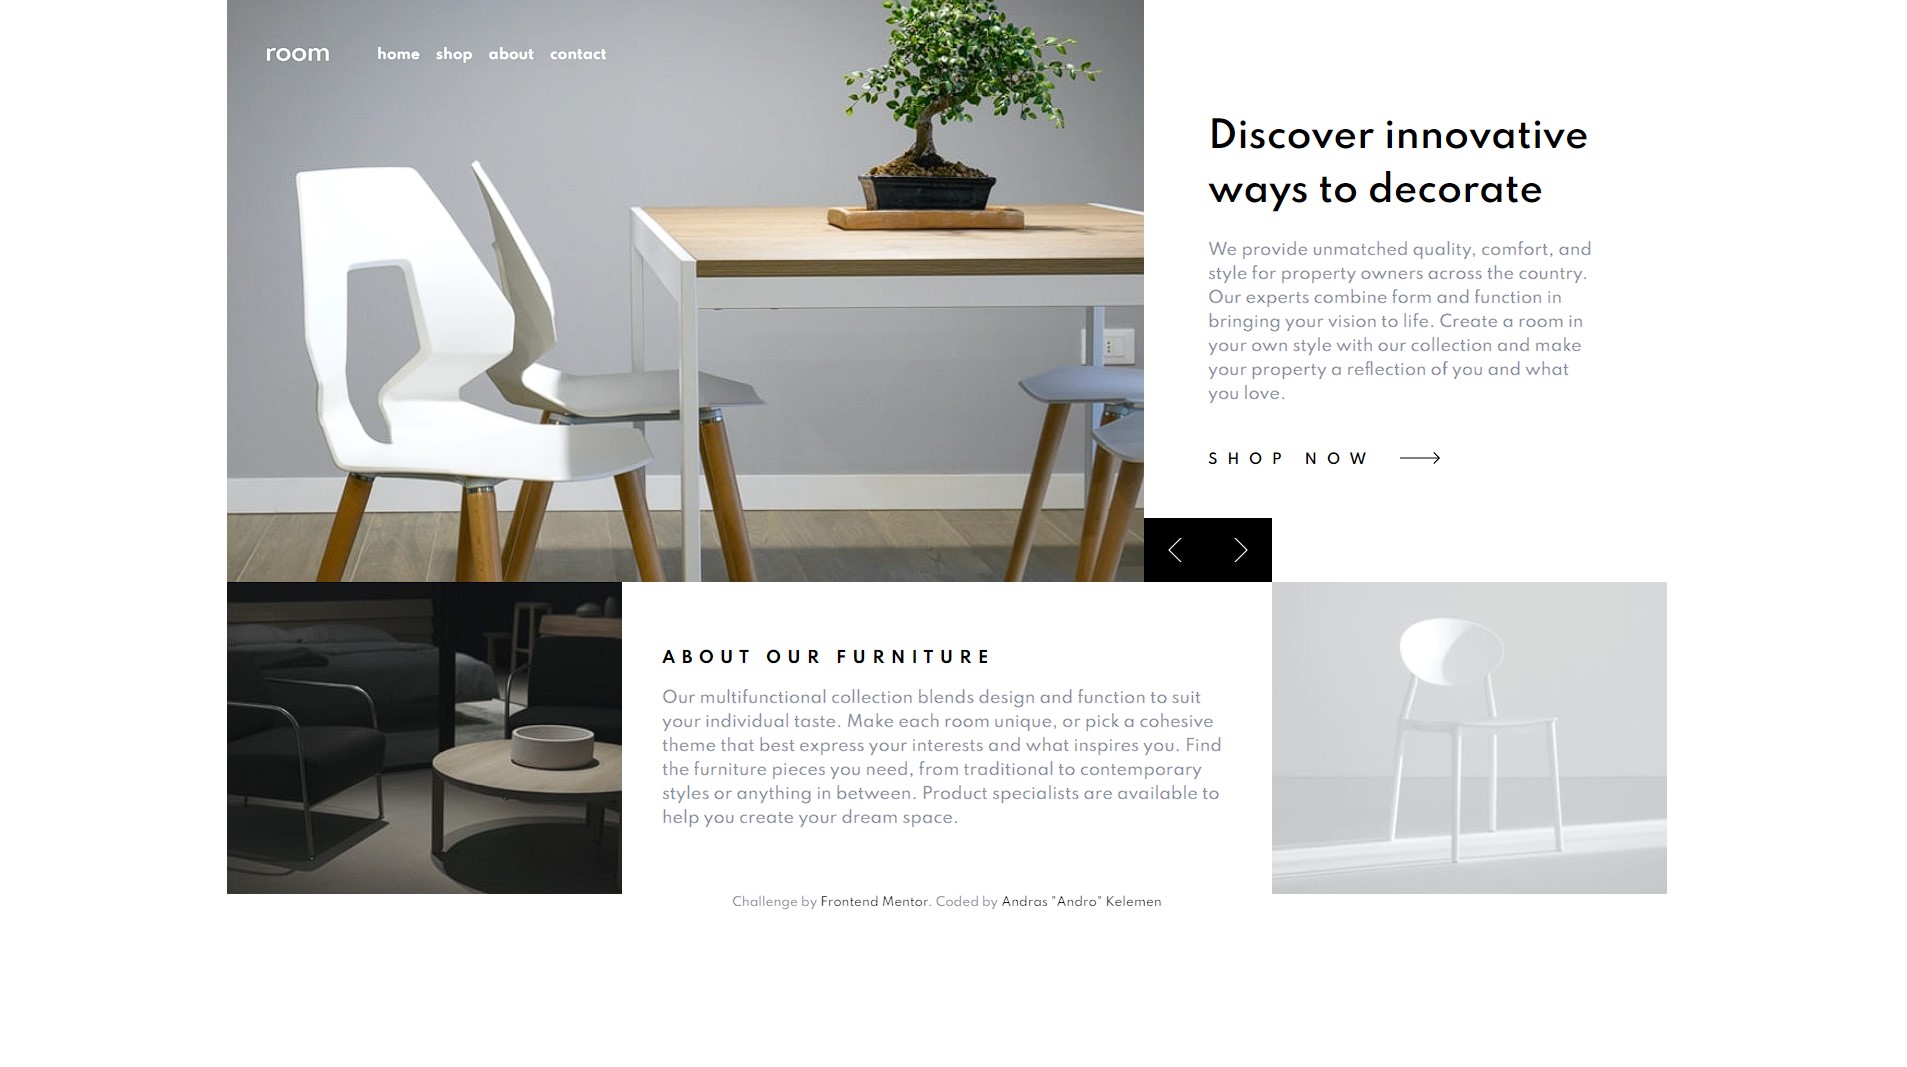 room
home shop about contact
Discover innovative
ways to decorate
We provide unmatched quality, comfort, and
style for property owners across the country.
Our experts combine form and function in
bringing your vision to life. Create a room in
your own style with our collection and make
your property a reflection of you and what
you love.
SHOP NOW
ABOUT OUR FURNITURE
Our multifunctional collection blends design and function to suit
your individual taste. Make each room unique, or pick a cohesive
theme that best express your interests and what inspires you. Find
the furniture pieces you need, from traditional to contemporary
styles or anything in between. Product specialists are available to
help you create your dream space.
Challenge by Frontend Mentor. Coded by Andras "Andro" Kelemen